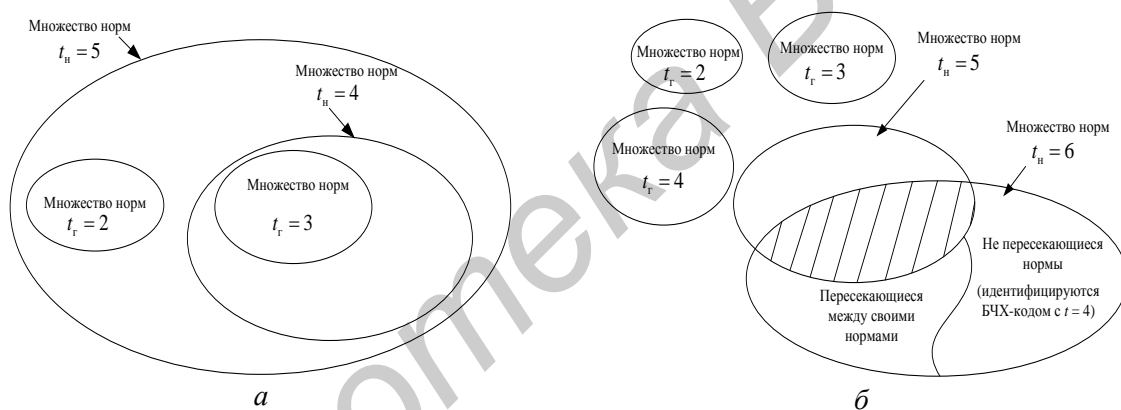 Множество норм
tн = 5
Множество норм
tн = 4
Множество норм
tг = 2
Множество норм
tг = 3
а
Множество норм
tг = 2
Множество норм
tг = 3
Множество норм
tн = 5
Множество норм
tг = 4
Множество норм
tн = 6
Не пересекающиеся
нормы
(идентифицируются
БЧХ-кодом с t = 4)
Пересекающиеся
между своими
нормами
б